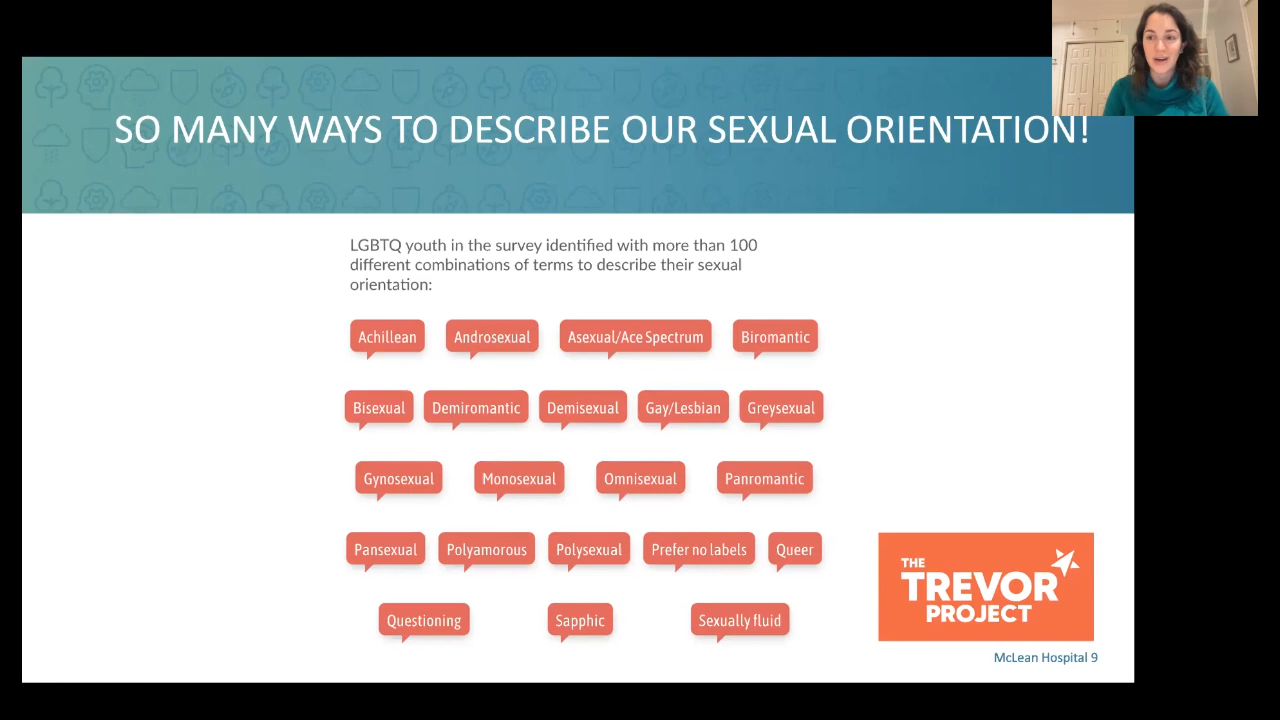 SO MANY WAYS TO DESCRIBE OUR SEXUAL ORIENTATION!
LGBTQ youth in the survey identified with more than 100
different combinations of terms to describe their sexual
orientation:
Achillean Androsexual Asexual/Ace Spectrum Biromantic
Bisexual Demiromantic Demisexual Gay/Lesbian Greysexual
Gynosexual Monosexual Omnisexual Panromantic
Pansexual Polyamorous Polysexual Prefer no labels Queer
Questioning Sapphic Sexually fluid
THE
TREVOR
PROJECT
McLean Hospital 9